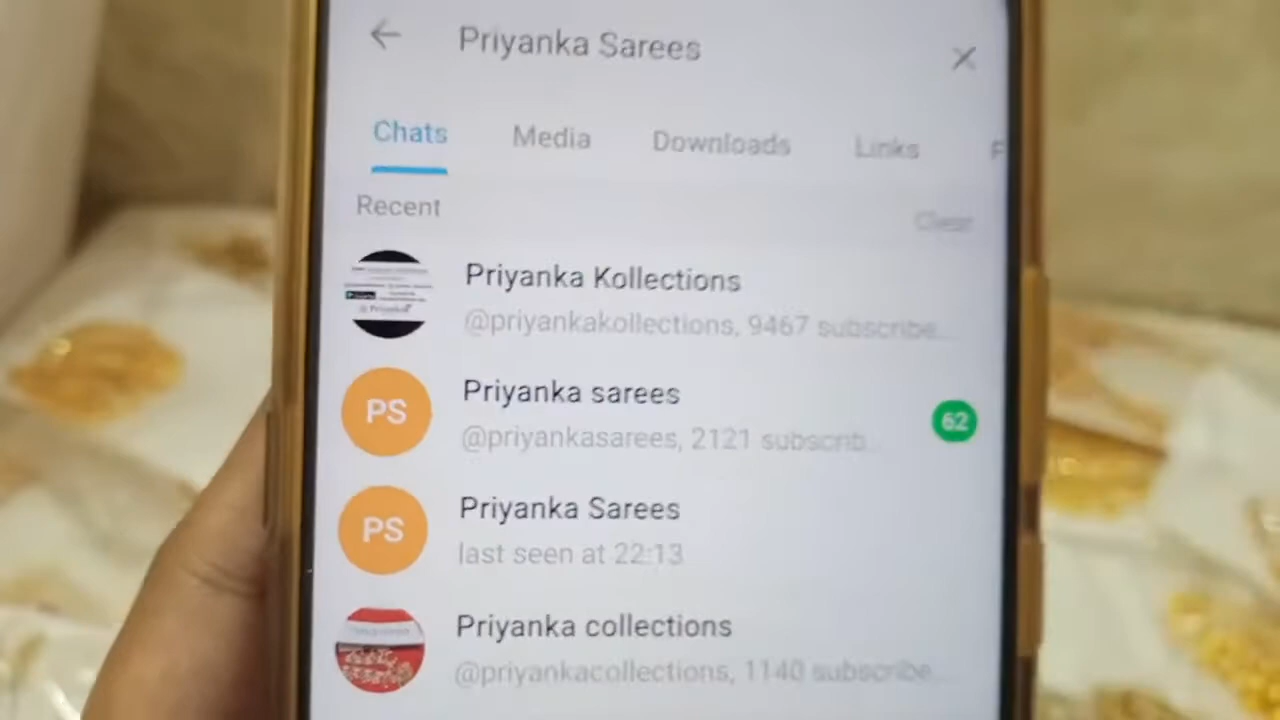 Priyanka Sarees
Chats Media Downloads Links
Recent Clear
Priyanka Kollections
@priyankakollections, 9467 subscribe...
PS
Priyanka sarees
@priyankasarees, 2121 subscrib...
62
PS
Priyanka Sarees
last seen at 22:13
Priyanka collections
@priyankacollections, 1140 subscribe...